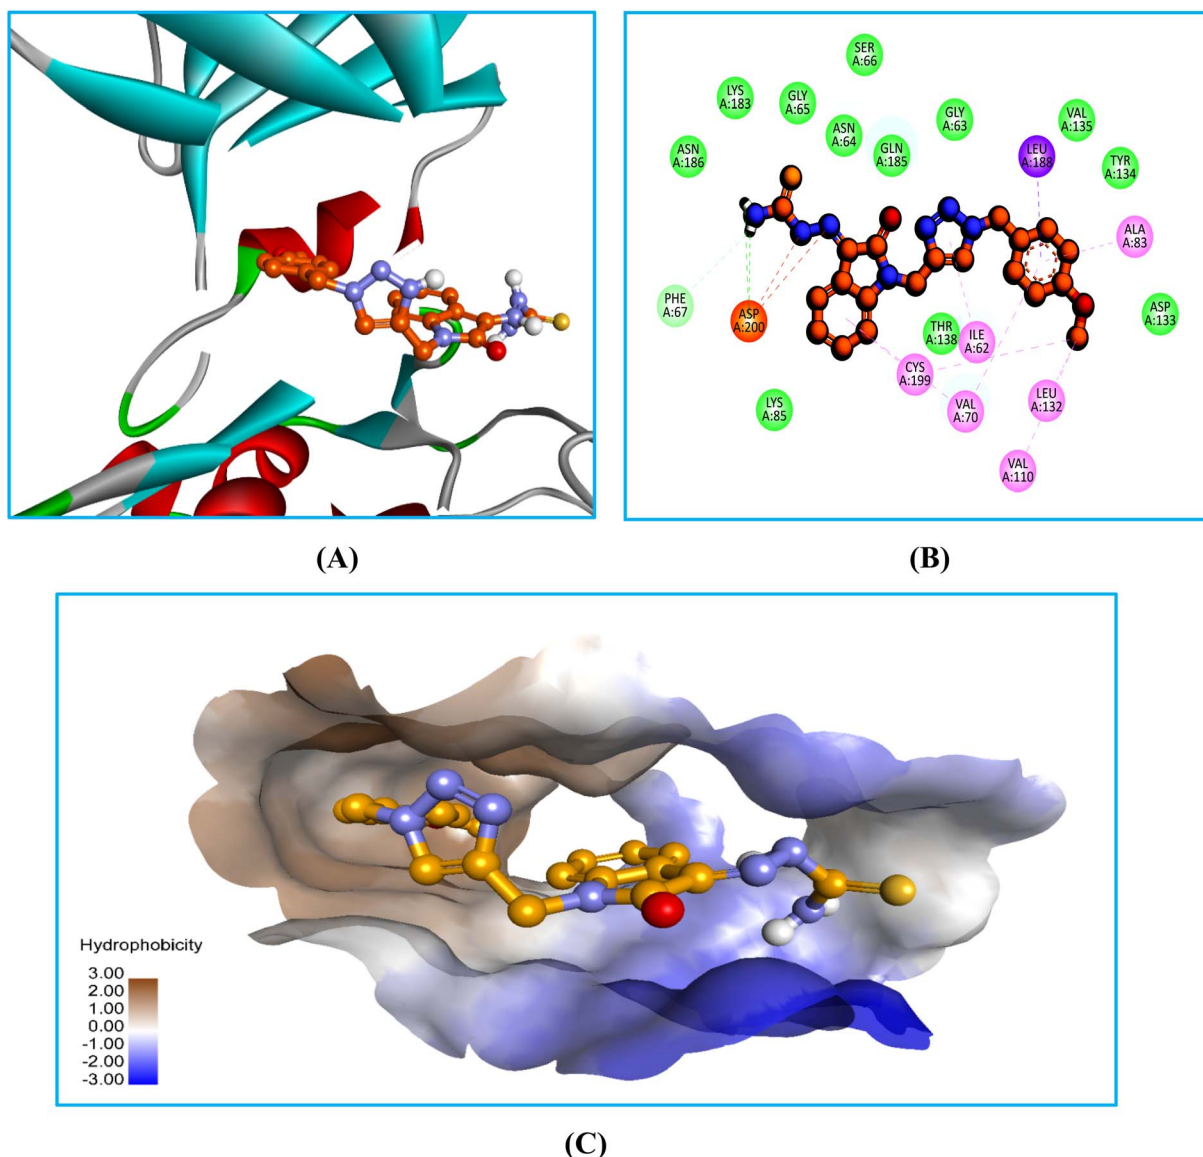 SER
A:66
LYS
A:183
GLY
A:65
ASN
A:64
GLY
A:63
VAL
A:135
ASN
A:186
GLN
A:185
LEU
A:188
TYR
A:134
ALA
A:83
PHE
A:67
ASP
A:200
THR
A:138
ILE
A:62
ASP
A:133
CYS
A:199
LYS
A:85
VAL
A:70
LEU
A:132
VAL
A:110
(A)
(B)
Hydrophobicity
3.00
2.00
1.00
0.00
-1.00
-2.00
-3.00
(C)